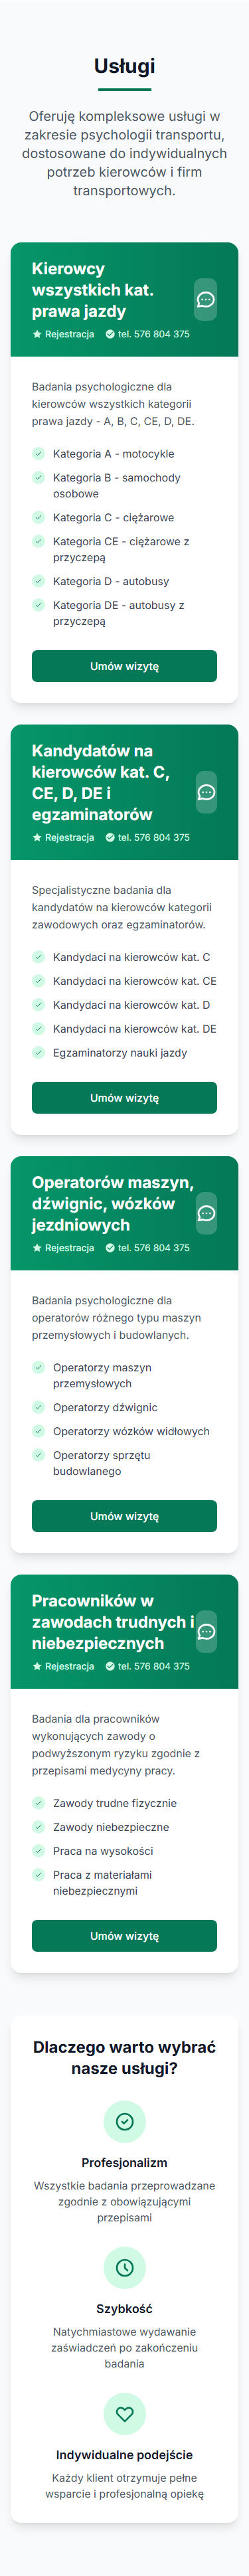 Usługi
Oferuję kompleksowe usługi w
zakresie psychologii transportu,
dostosowane do indywidualnych
potrzeb kierowców i firm
transportowych.
Kierowcy
wszystkich kat.
prawa jazdy
Rejestracja tel. 576 804 375
Badania psychologiczne dla
kierowców wszystkich kategorii
prawa jazdy - A, B, C, CE, D, DE.
Kategoria A - motocykle
Kategoria B - samochody
osobowe
Kategoria C - ciężarowe
Kategoria CE - ciężarowe z
przyczepą
Kategoria D - autobusy
Kategoria DE - autobusy z
przyczepą
Umów wizytę
Kandydatów na
kierowców kat. C,
CE, D, DE i
egzaminatorów
Rejestracja tel. 576 804 375
Specjalistyczne badania dla
kandydatów na kierowców kategorii
zawodowych oraz egzaminatorów.
Kandydaci na kierowców kat. C
Kandydaci na kierowców kat. CE
Kandydaci na kierowców kat. D
Kandydaci na kierowców kat. DE
Egzaminatorzy nauki jazdy
Umów wizytę
Operatorów maszyn,
dźwignic, wózków
jezdniowych
Rejestracja tel. 576 804 375
Badania psychologiczne dla
operatorów różnego typu maszyn
przemysłowych i budowlanych.
Operatorzy maszyn
przemysłowych
Operatorzy dźwignic
Operatorzy wózków widłowych
Operatorzy sprzętu
budowlanego
Umów wizytę
Pracowników w
zawodach trudnych i
niebezpiecznych
Rejestracja tel. 576 804 375
Badania dla pracowników
wykonujących zawody o
podwyższonym ryzyku zgodnie z
przepisami medycyny pracy.
Zawody trudne fizycznie
Zawody niebezpieczne
Praca na wysokości
Praca z materiałami
niebezpiecznymi
Umów wizytę
Dlaczego warto wybrać
nasze usługi?
Profesjonalizm
Wszystkie badania przeprowadzane
zgodnie z obowiązującymi
przepisami
Szybkość
Natychmiastowe wydawanie
zaświadczeń po zakończeniu
badania
Indywidualne podejście
Każdy klient otrzymuje pełne
wsparcie i profesjonalną opiekę